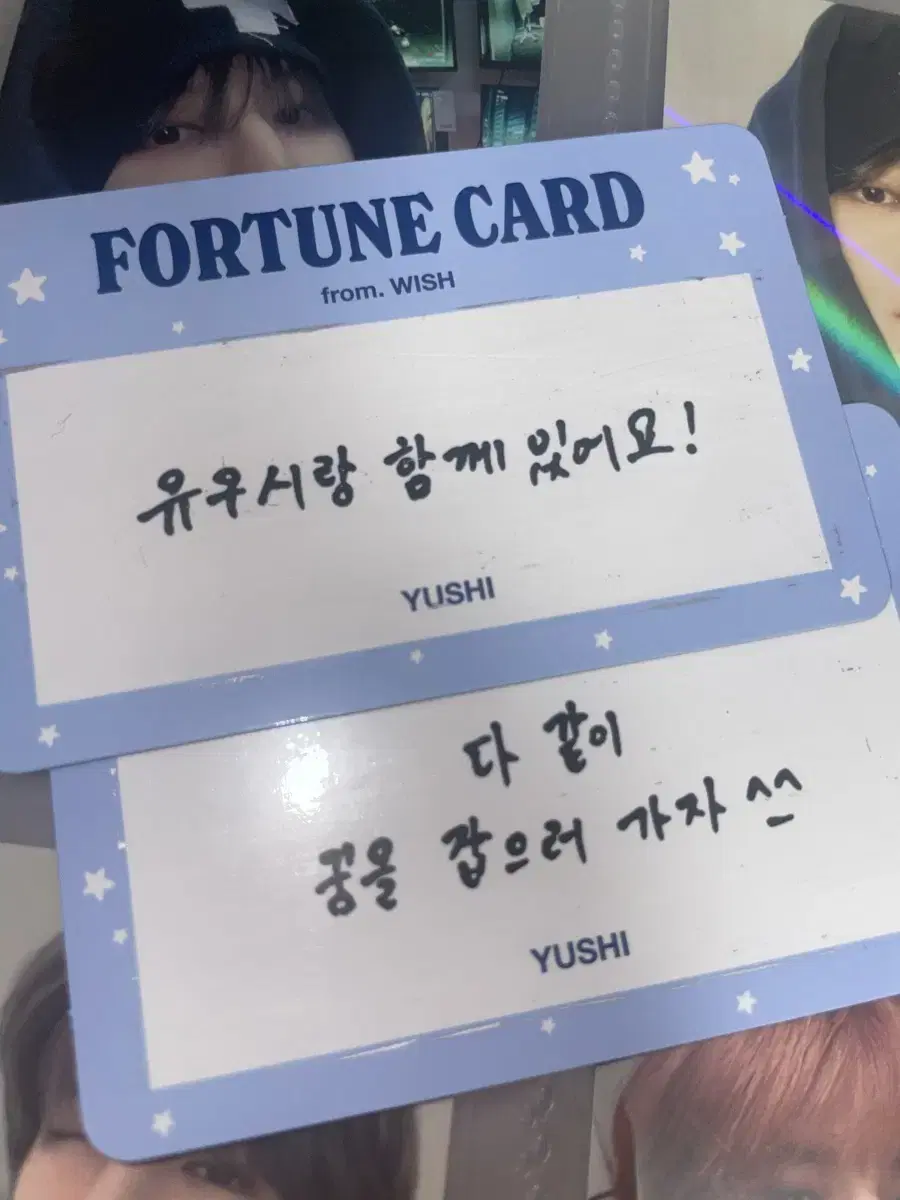 FORTUNE CARD
from. WISH
유우시랑 함께 있어요!
YUSHI
다 같이
꿈을 잡으러 가자 ^_^
YUSHI